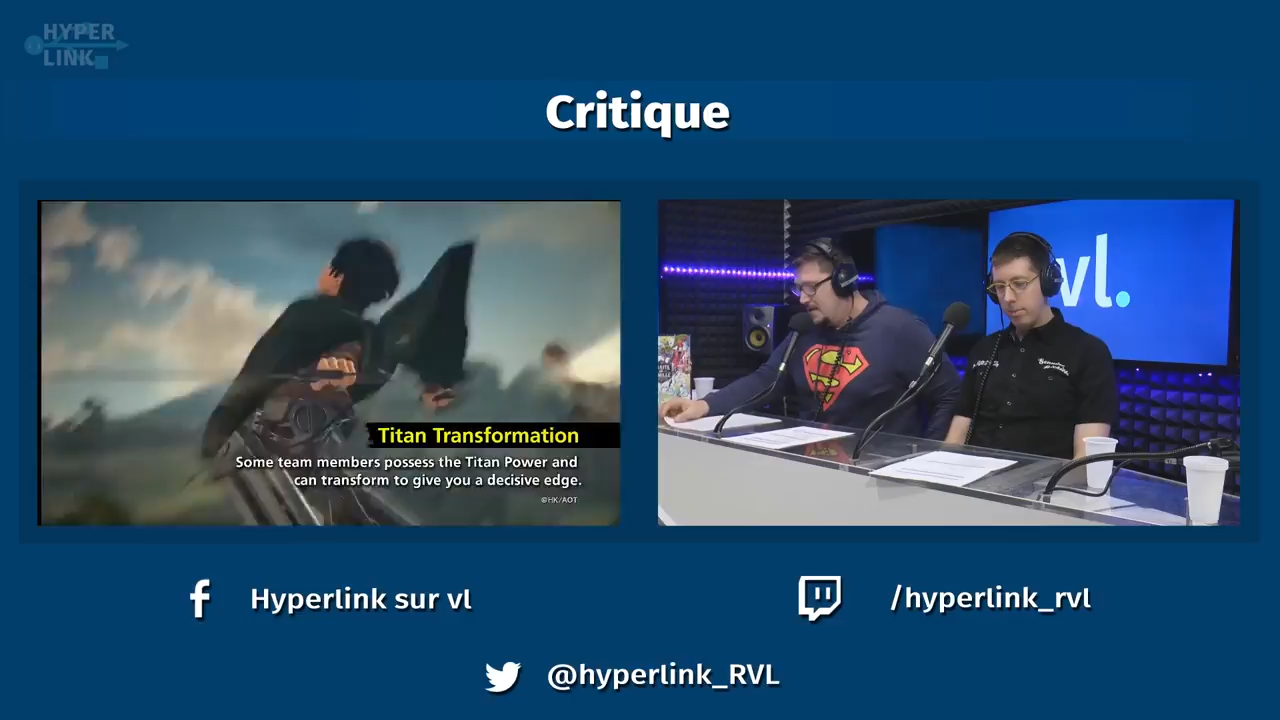 HYPER
LINK
Critique
vl.
Titan Transformation
Some team members possess the Titan Power and
can transform to give you a decisive edge.
©HK/AOT
Hyperlink sur vl
/hyperlink_rvl
@hyperlink_RVL